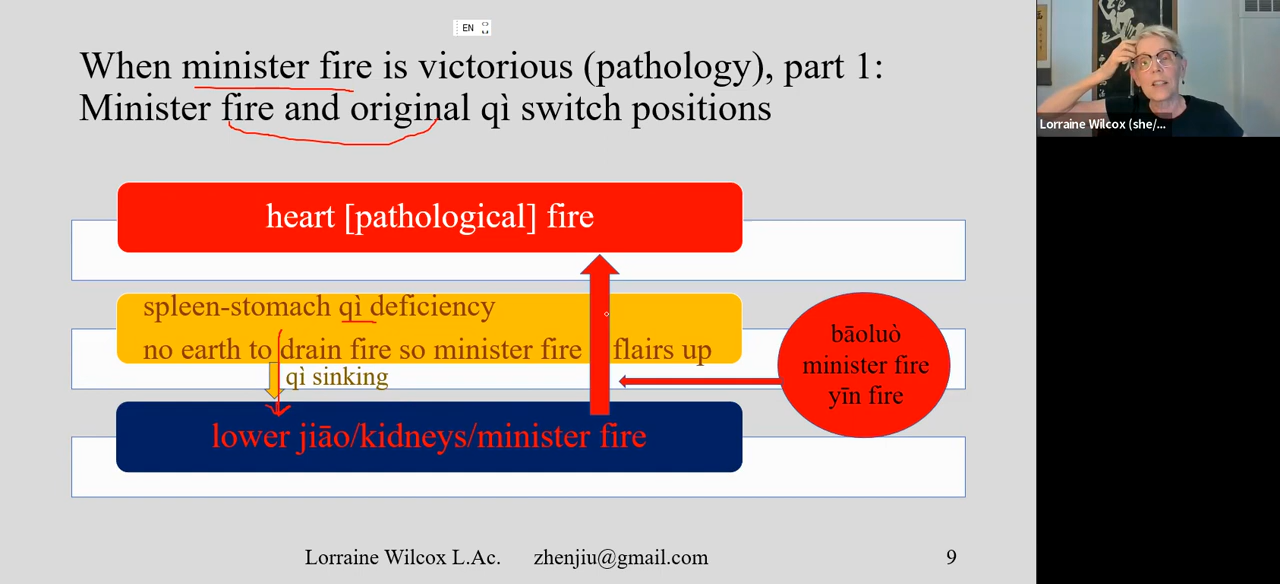 EN
When minister fire is victorious (pathology), part 1:
Minister fire and original qì switch positions
Lorraine Wilcox (she/...
heart [pathological] fire
spleen-stomach qì deficiency
no earth to drain fire so minister fire flairs up
qì sinking
bāoluò
minister fire
yīn fire
lower jiāo/kidneys/minister fire
Lorraine Wilcox L.Ac. zhenjiu@gmail.com 9